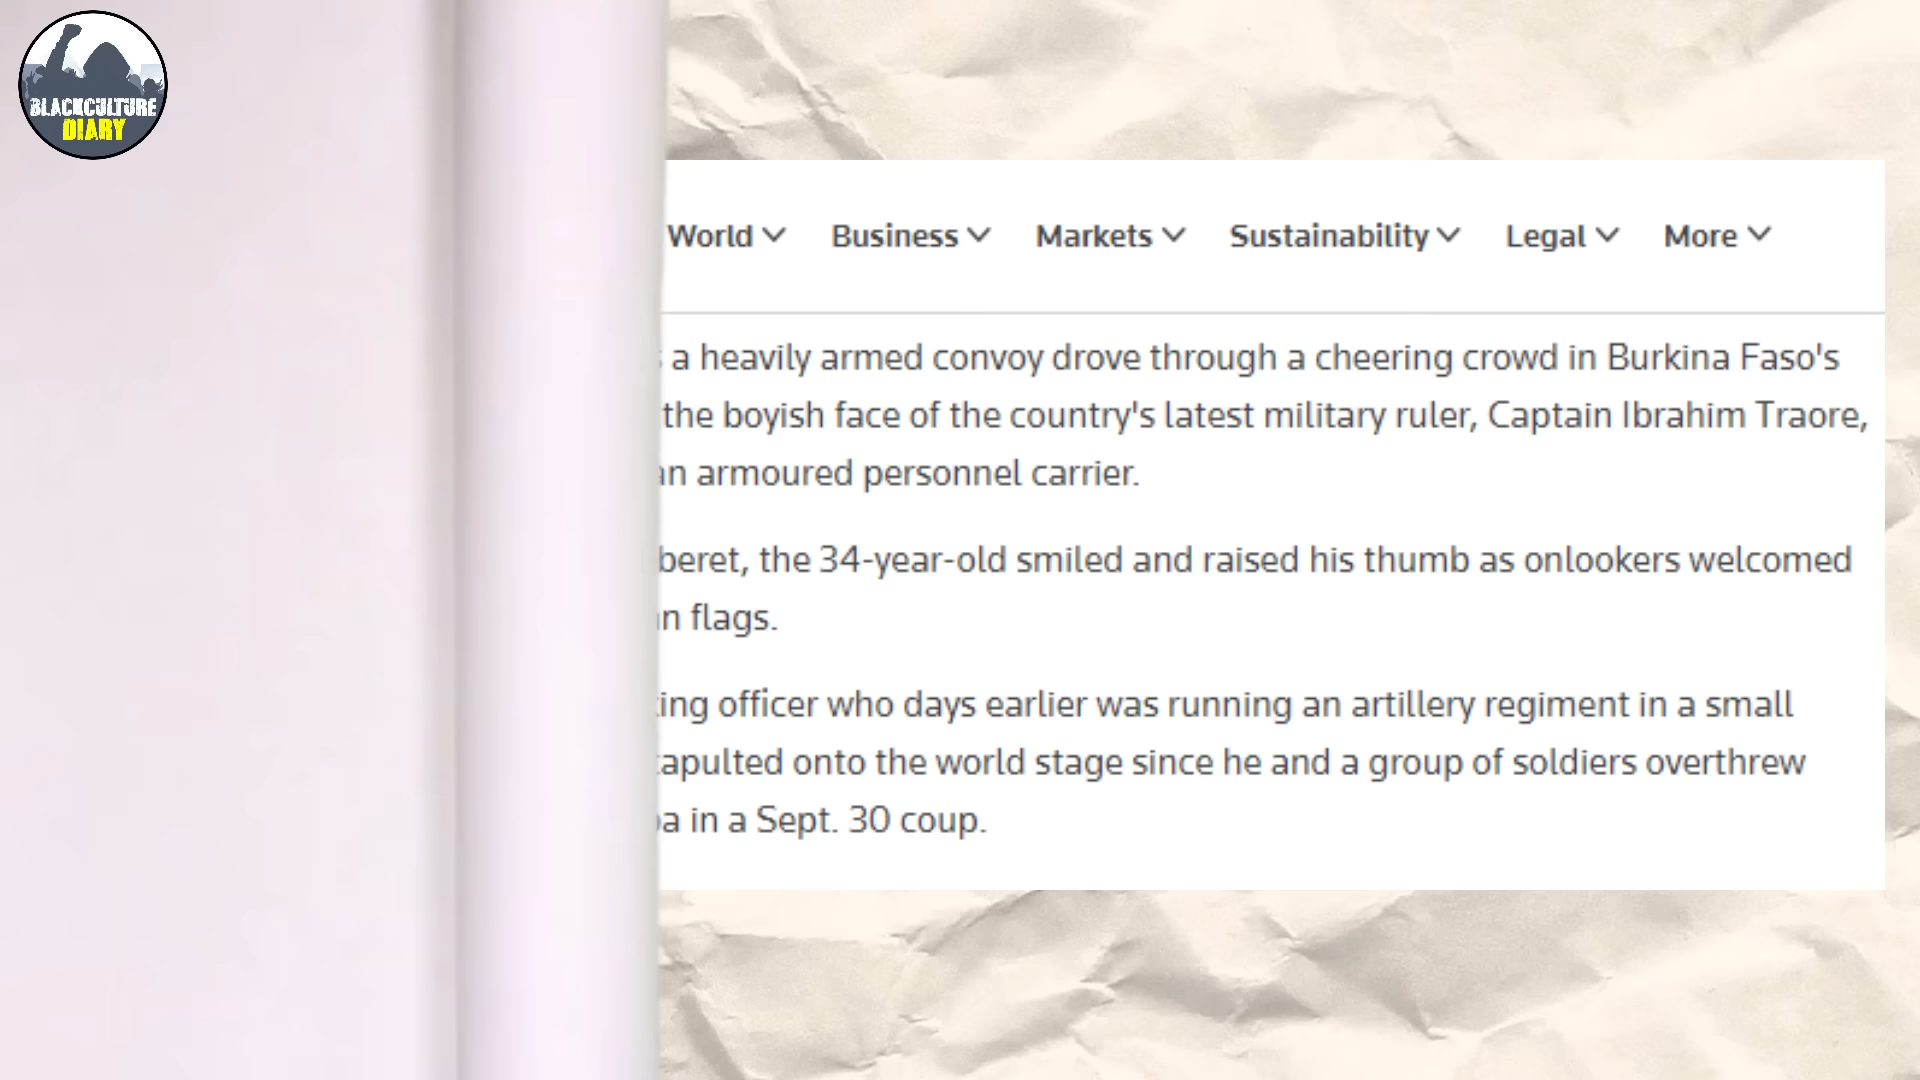 BLACKCULTURE
DIARY
World Business Markets Sustainability Legal More
a heavily armed convoy drove through a cheering crowd in Burkina Faso's
the boyish face of the country's latest military ruler, Captain Ibrahim Traore,
armoured personnel carrier.
beret, the 34-year-old smiled and raised his thumb as onlookers welcomed
flags.
officer who days earlier was running an artillery regiment in a small
onto the world stage since he and a group of soldiers overthrew
in a Sept. 30 coup.